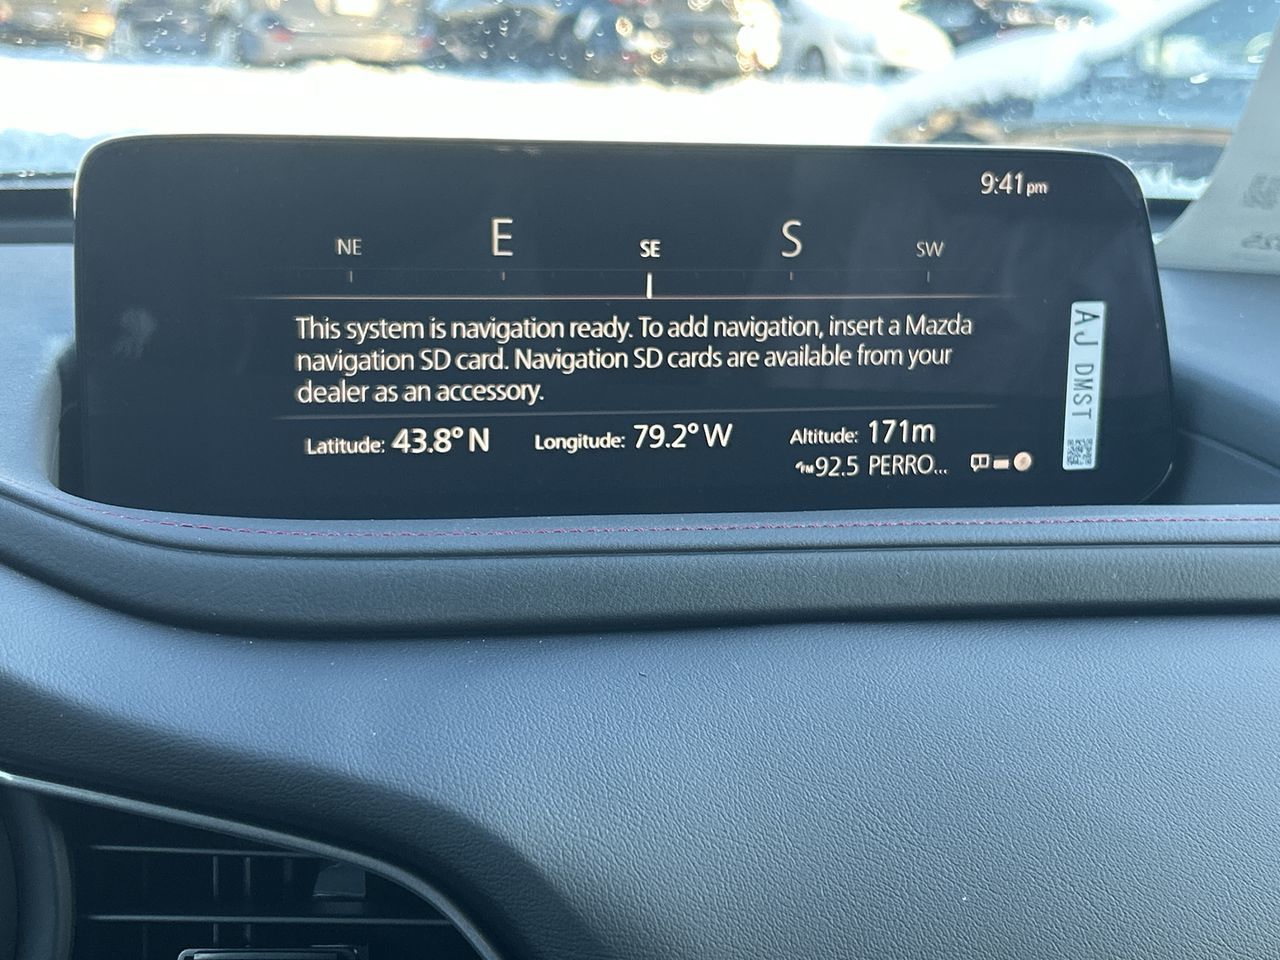 9:41pm
NE E SE S SW
This system is navigation ready. To add navigation, insert a Mazda
navigation SD card. Navigation SD cards are available from your
dealer as an accessory.
Latitude: 43.8° N Longitude: 79.2° W Altitude: 171m
FM 92.5 PERRO...
AJ DMST